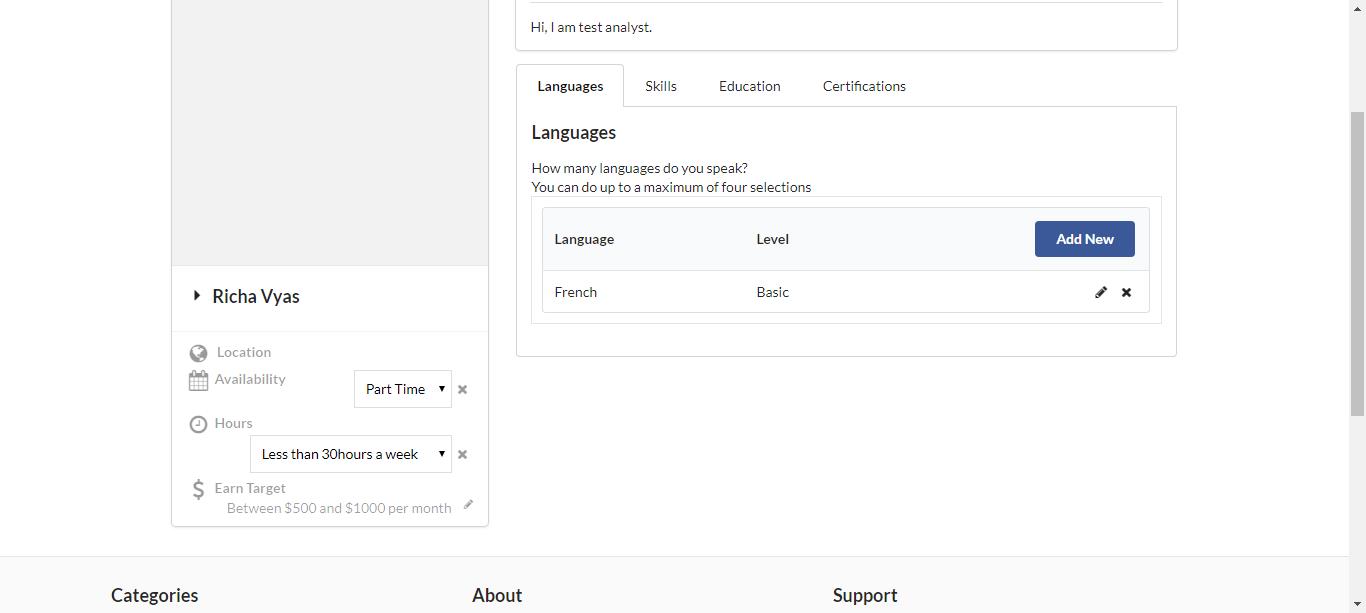 Hi, I am test analyst.
Languages Skills Education Certifications
Languages
How many languages do you speak?
You can do up to a maximum of four selections
Language Level Add New
French Basic
Richa Vyas
Location
Availability Part Time
Hours
Less than 30hours a week
Earn Target
Between $500 and $1000 per month
Categories About Support